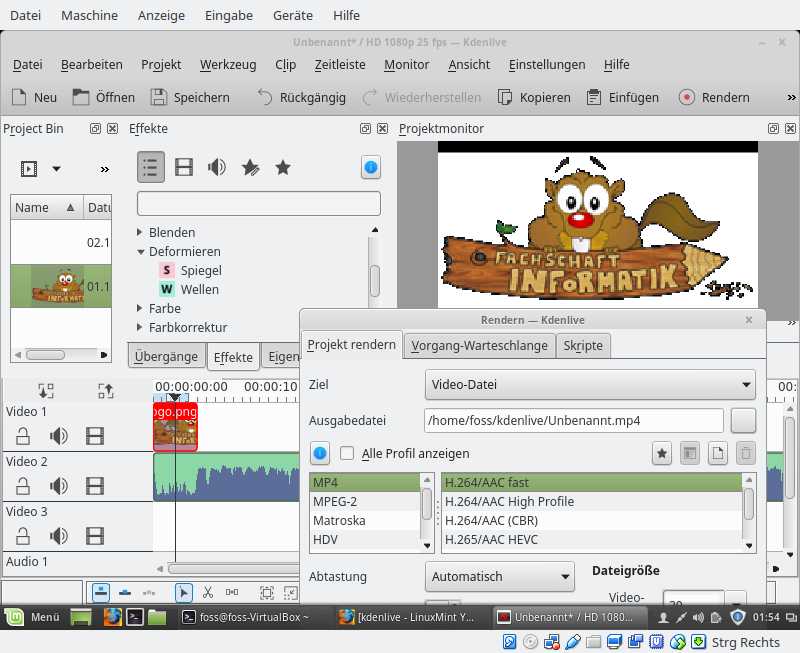 Datei Maschine Anzeige Eingabe Geräte Hilfe
Unbenannt* / HD 1080p 25 fps — Kdenlive
Datei Bearbeiten Projekt Werkzeug Clip Zeitleiste Monitor Ansicht Einstellungen Hilfe
Neu Öffnen Speichern Rückgängig Wiederherstellen Kopieren Einfügen Rendern »
Project Bin Effekte Projektmonitor
»
Name Datu
02.1
01.1
Blenden
Deformieren
S Spiegel
W Wellen
Farbe
Farbkorrektur
FACHSCHAFT
INFORMATIK
Übergänge Effekte Eigen
»
Rendern — Kdenlive
Projekt rendern Vorgang-Warteschlange Skripte
Ziel Video-Datei
Ausgabedatei /home/foss/kdenlive/Unbenannt.mp4
Alle Profil anzeigen
MP4
MPEG-2
Matroska
HDV
H.264/AAC fast
H.264/AAC High Profile
H.264/AAC (CBR)
H.265/AAC HEVC
Abtastung Automatisch Dateigröße
Video-
00:00:00:00 00:00:10: 00:
Video 1
ogo.png
Video 2
Video 3
Audio 1
Menü foss@foss-VirtualBox ~ [kdenlive - LinuxMint Y... Unbenannt* / HD 1080... 01:54
Strg Rechts